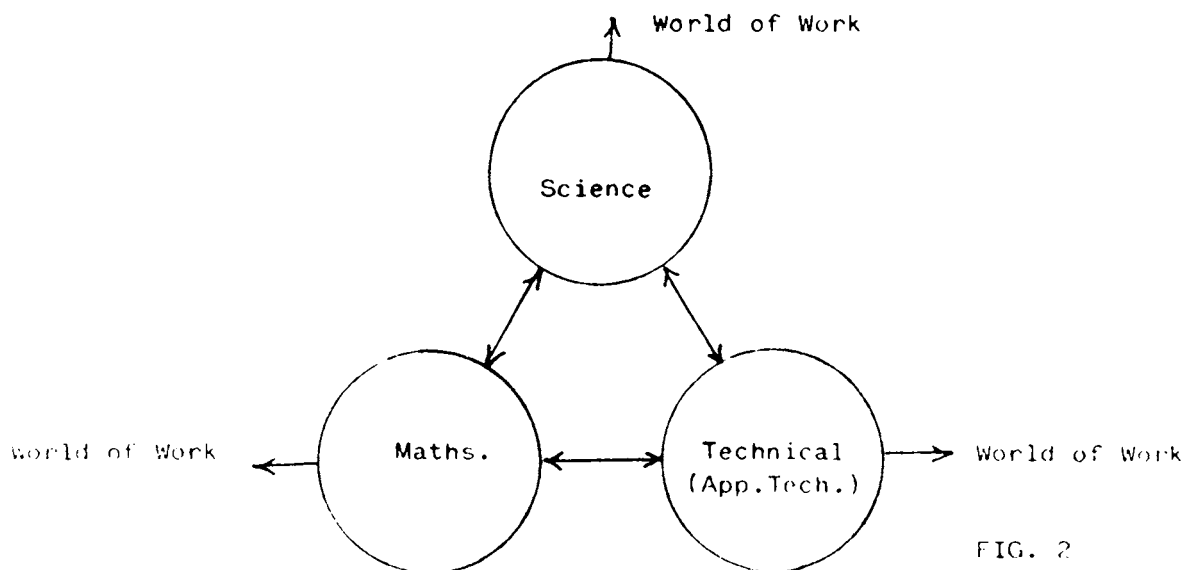 World of Work
Science
World of Work
Maths.
Technical
(App.Tech.)
World of Work
FIG. 2